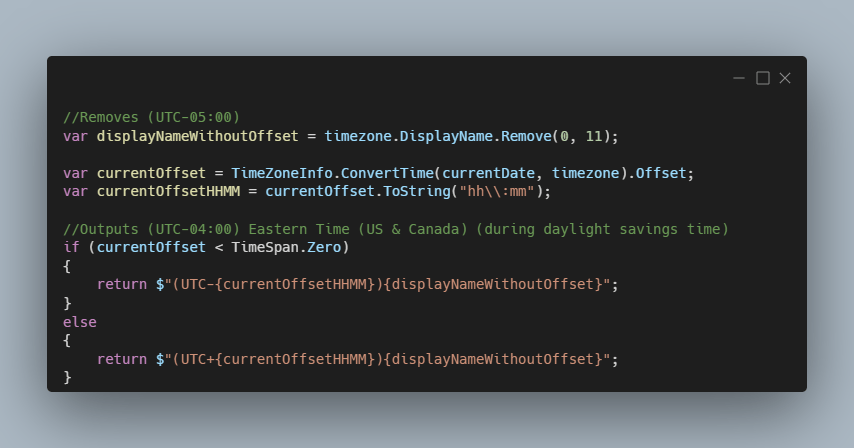 //Removes (UTC-05:00)
var displayNameWithoutOffset = timezone.DisplayName.Remove(0, 11);
var currentOffset = TimeZoneInfo.ConvertTime(currentDate, timezone).Offset;
var currentOffsetHHMM = currentOffset.ToString("hh\\:mm");
//Outputs (UTC-04:00) Eastern Time (US & Canada) (during daylight savings time)
if (currentOffset < TimeSpan.Zero)
{
    return $"(UTC-{currentOffsetHHMM}){displayNameWithoutOffset}";
}
else
{
    return $"(UTC+{currentOffsetHHMM}){displayNameWithoutOffset}";
}